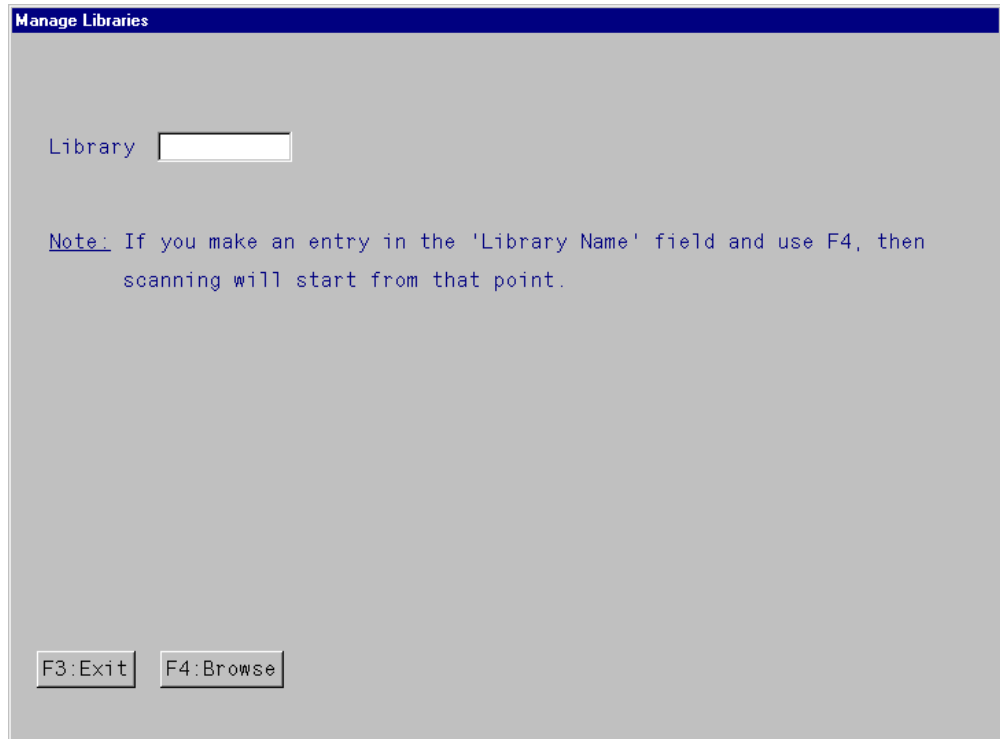 Manage Libraries
Library
Note: If you make an entry in the 'Library Name' field and use F4, then
scanning will start from that point.
F3:Exit F4:Browse